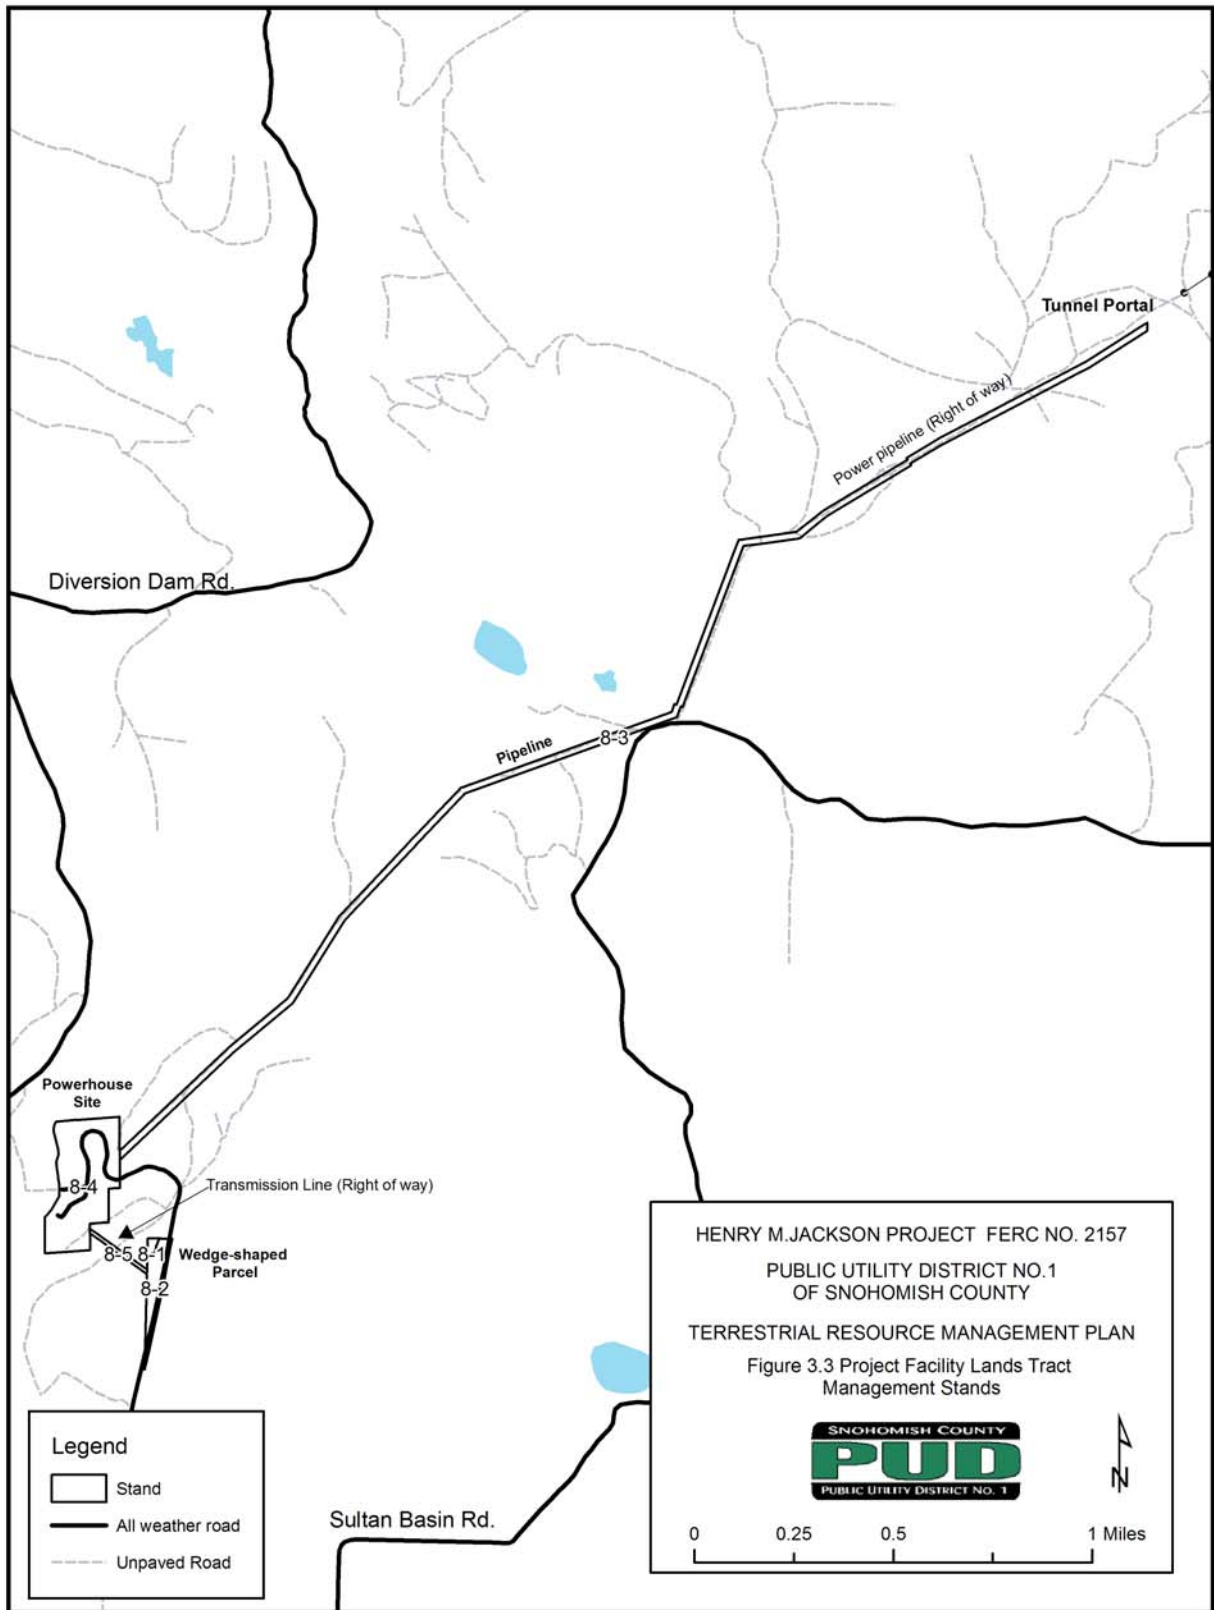 Tunnel Portal
Power pipeline (Right of way)
Diversion Dam Rd.
Pipeline
8-3
Powerhouse
Site
8-4
Transmission Line (Right of way)
8-5
8-1
Wedge-shaped
Parcel
8-2
HENRY M.JACKSON PROJECT FERC NO. 2157
PUBLIC UTILITY DISTRICT NO.1
OF SNOHOMISH COUNTY
TERRESTRIAL RESOURCE MANAGEMENT PLAN
Figure 3.3 Project Facility Lands Tract
Management Stands
SNOHOMISH COUNTY
PUD
PUBLIC UTILITY DISTRICT NO. 1
N
0 0.25 0.5 1 Miles
Legend
Stand
All weather road
Unpaved Road
Sultan Basin Rd.